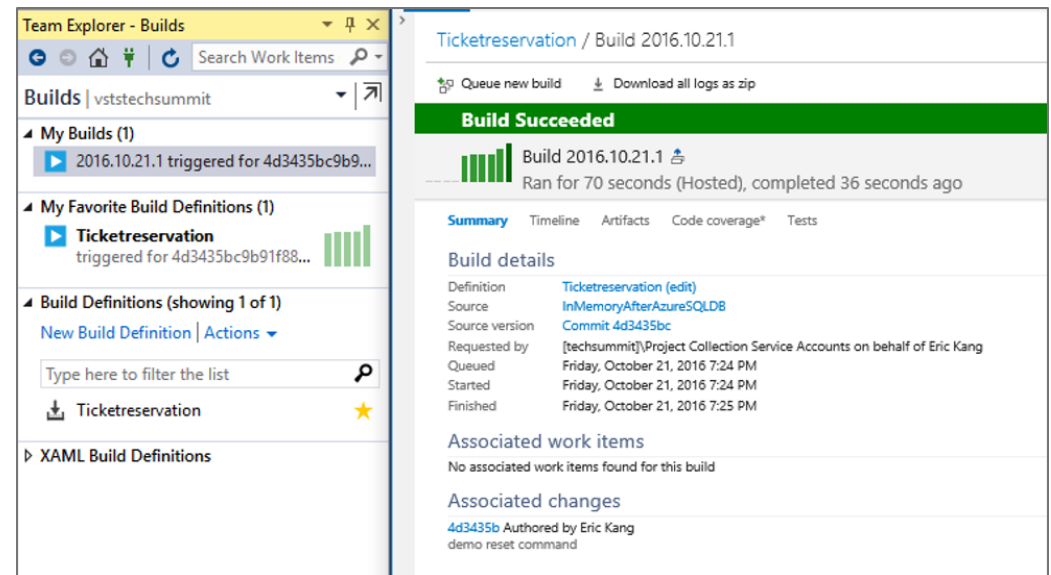 Team Explorer - Builds
Search Work Items
Builds | vststechsummit
My Builds (1)
2016.10.21.1 triggered for 4d3435bc9b9...
My Favorite Build Definitions (1)
Ticketreservation
triggered for 4d3435bc9b91f88...
Build Definitions (showing 1 of 1)
New Build Definition | Actions
Type here to filter the list
Ticketreservation
XAML Build Definitions
Ticketreservation / Build 2016.10.21.1
Queue new build Download all logs as zip
Build Succeeded
Build 2016.10.21.1
Ran for 70 seconds (Hosted), completed 36 seconds ago
Summary Timeline Artifacts Code coverage* Tests
Build details
Definition Ticketreservation (edit)
Source InMemoryAfterAzureSQLDB
Source version Commit 4d3435bc
Requested by [techsummit]\Project Collection Service Accounts on behalf of Eric Kang
Queued Friday, October 21, 2016 7:24 PM
Started Friday, October 21, 2016 7:24 PM
Finished Friday, October 21, 2016 7:25 PM
Associated work items
No associated work items found for this build
Associated changes
4d3435b Authored by Eric Kang
demo reset command